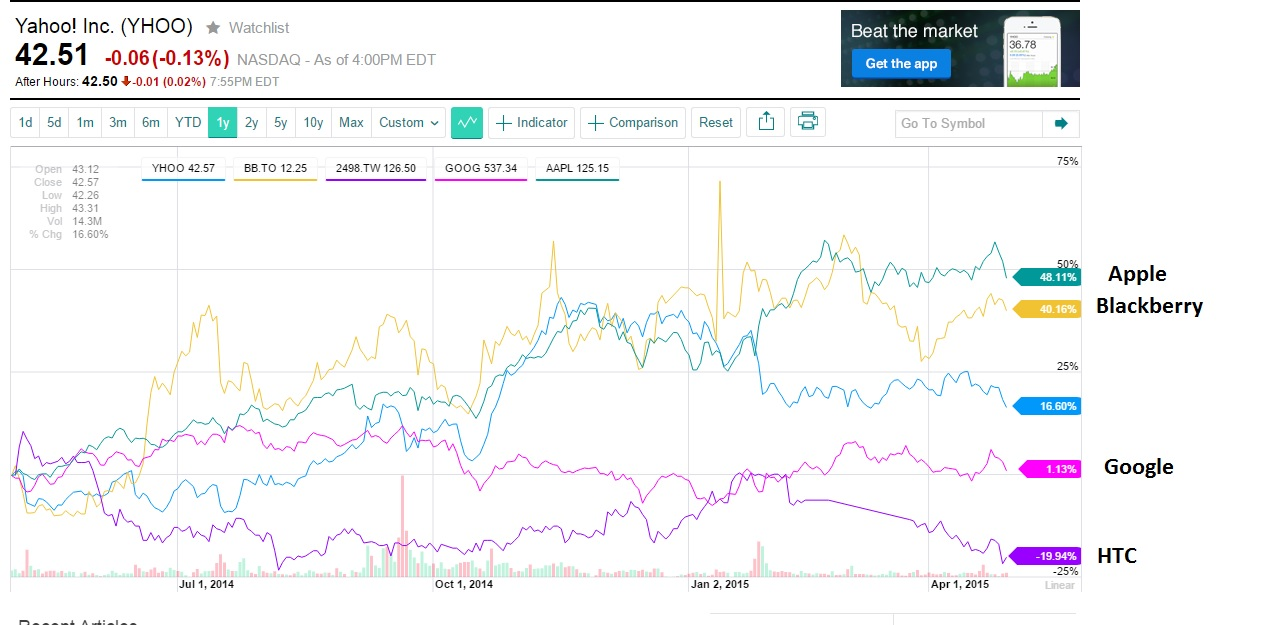 Yahoo! Inc. (YHOO) Watchlist
42.51 -0.06(-0.13%) NASDAQ - As of 4:00PM EDT
After Hours: 42.50 -0.01 (0.02%) 7:55PM EDT
Beat the market
Get the app
36.78
1d 5d 1m 3m 6m YTD 1y 2y 5y 10y Max Custom Indicator Comparison Reset Go To Symbol
YHOO 42.57 BB.TO 12.25 2498.TW 126.50 GOOG 537.34 AAPL 125.15
Open 43.12
Close 42.57
Low 42.26
High 43.31
Vol 14.3M
% Chg 16.60%
75%
50%
48.11% Apple
40.16% Blackberry
25%
16.60%
1.13% Google
-19.94% HTC
-25%
Jul 1, 2014 Oct 1, 2014 Jan 2, 2015 Apr 1, 2015 Linear
Recent Articles